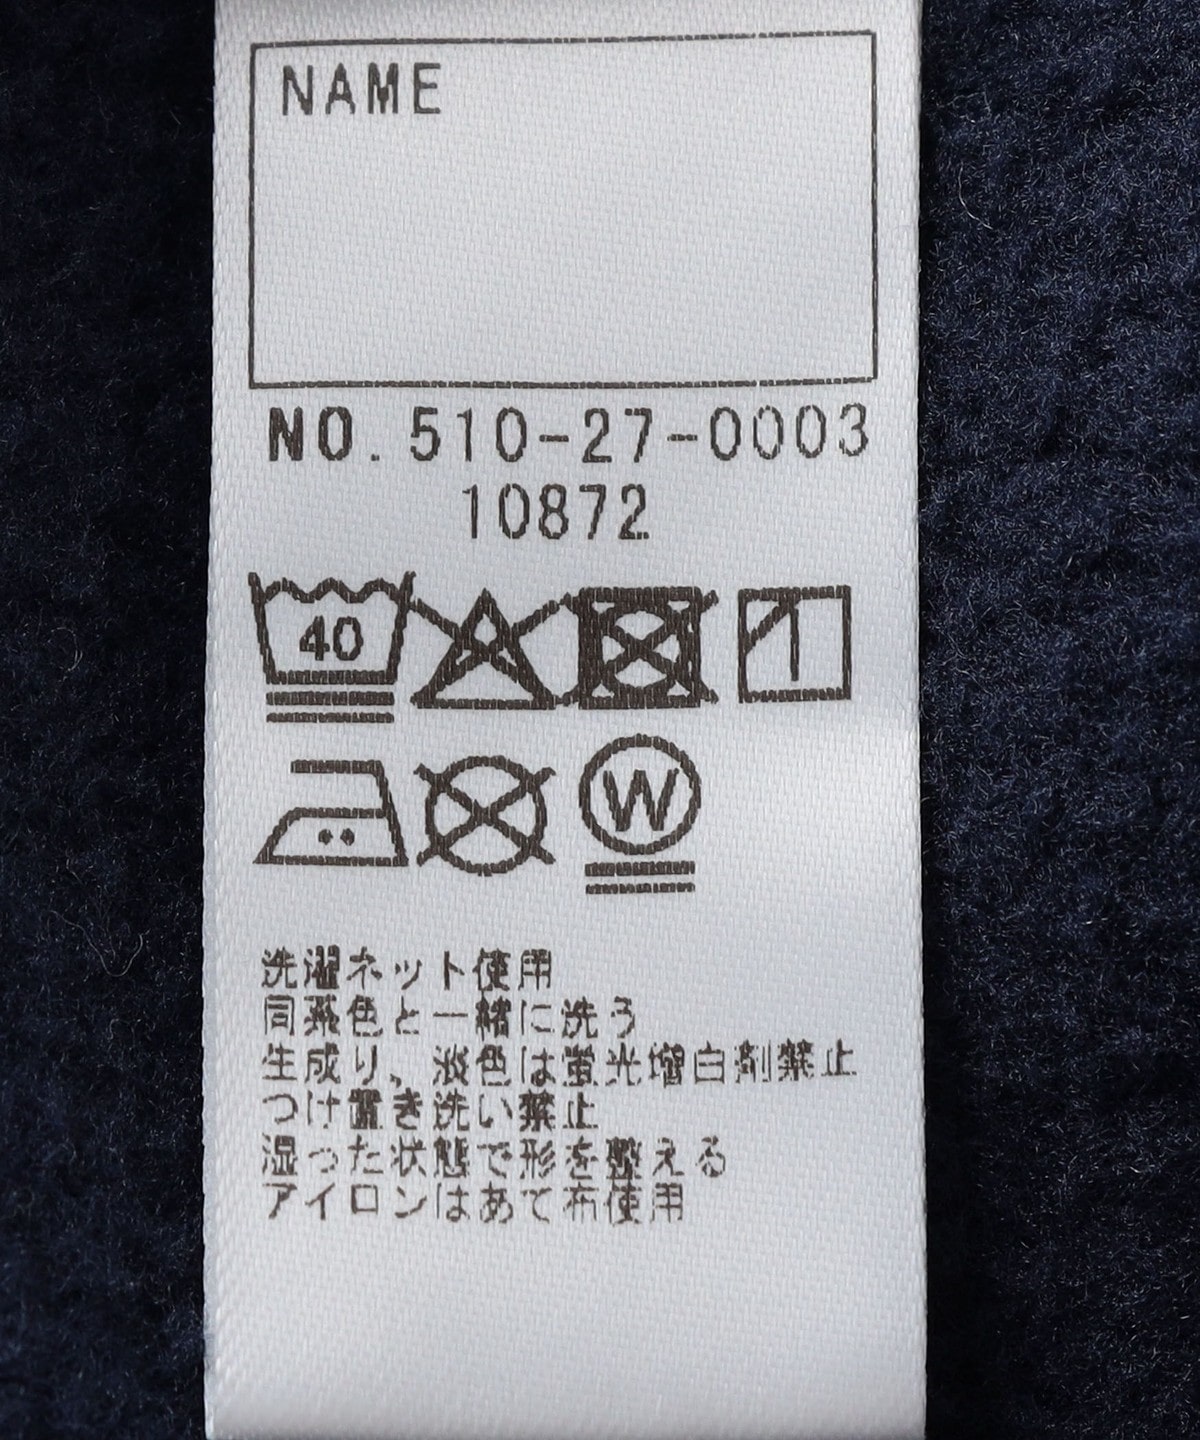 NAME
NO. 510-27-0003
10872
40
W
洗濯ネット使用
同系色と一緒に洗う
生成り、淡色は蛍光増白剤禁止
つけ置き洗い禁止
湿った状態で形を整える
アイロンはあて布使用